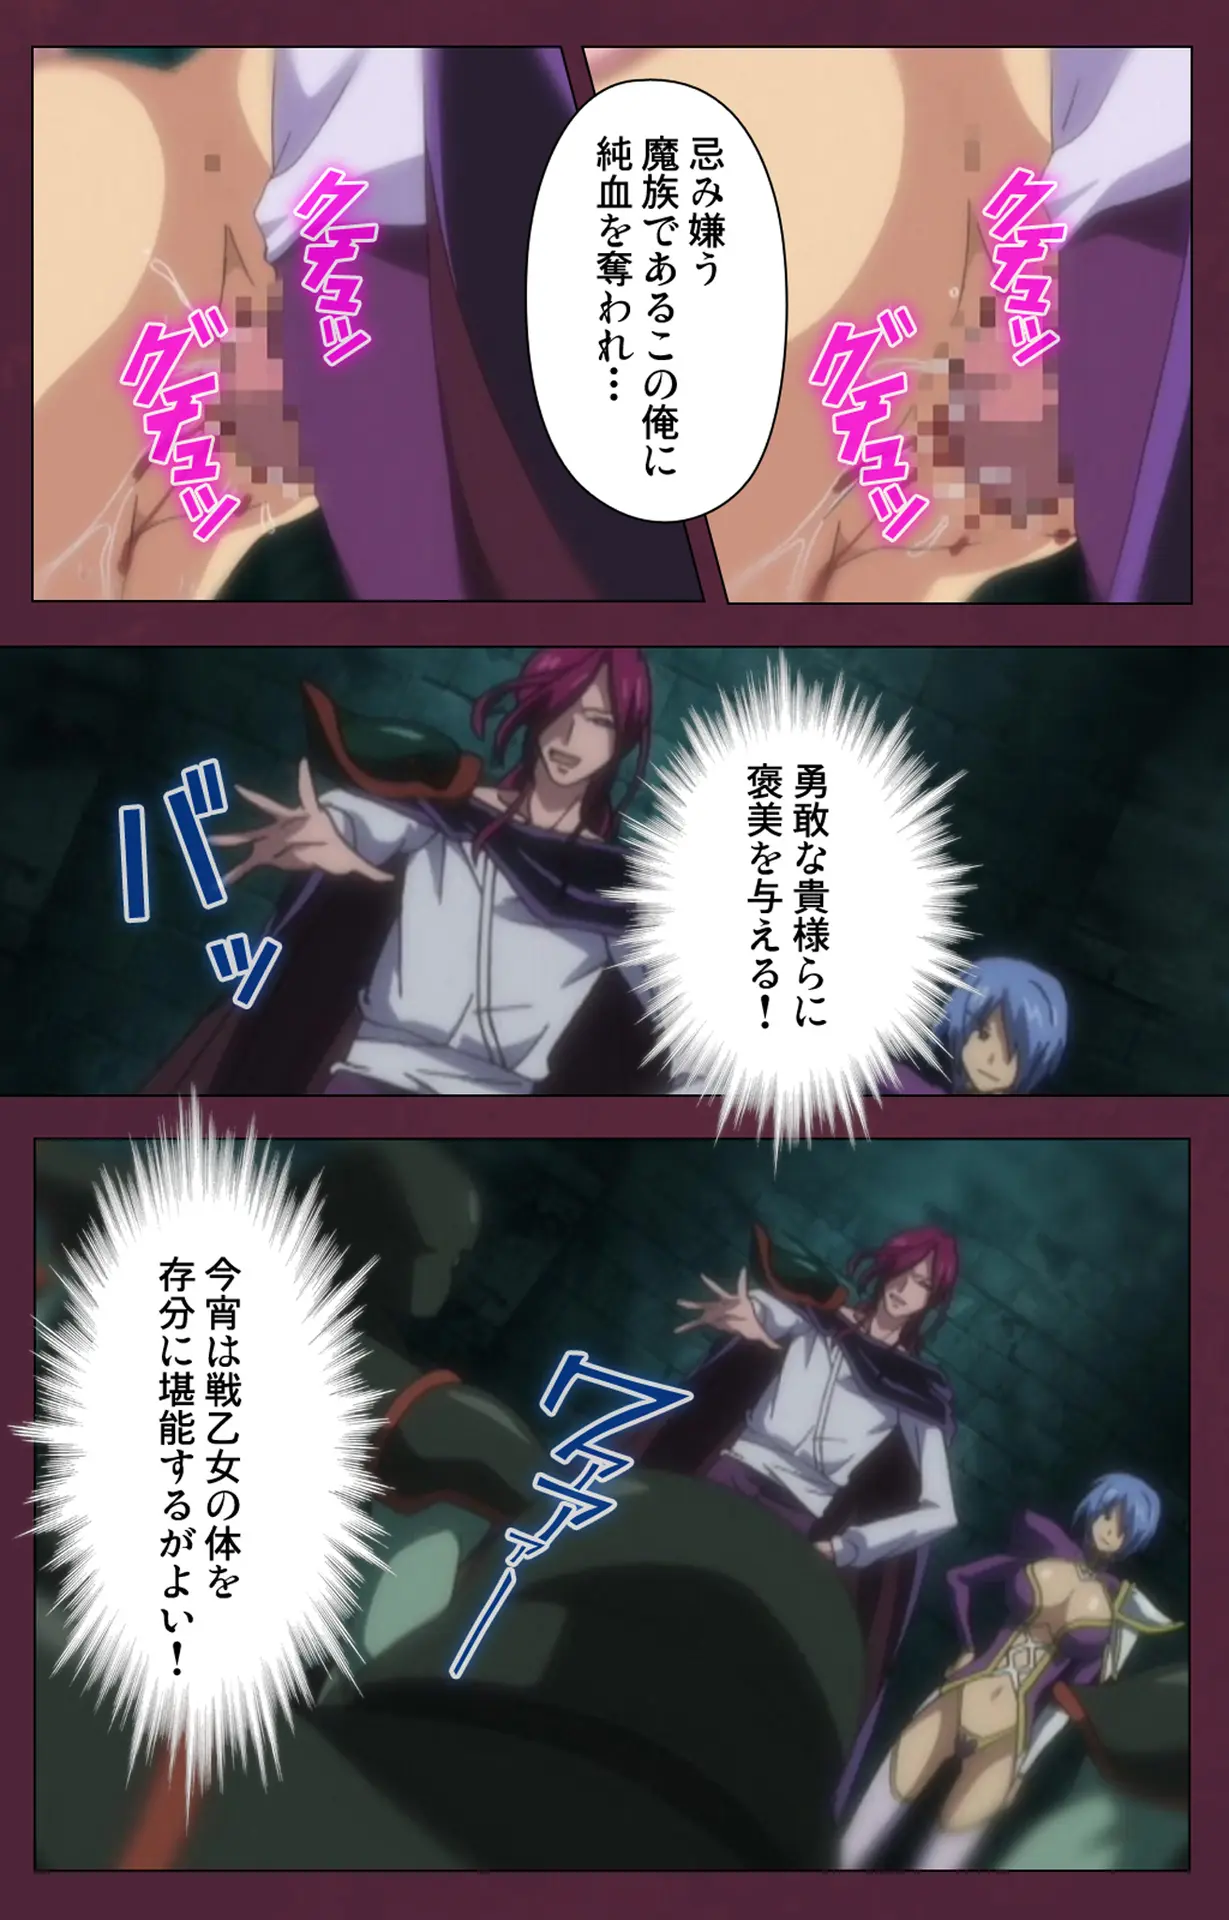 忌み嫌う
魔族であるこの俺に
純血を奪われ…
クチュッ
グチュッ
クチュッ
グチュッ
勇敢な貴様らに
褒美を与える！
バッ
今宵は戦乙女の体を
存分に堪能するがよい！
ワァァァー